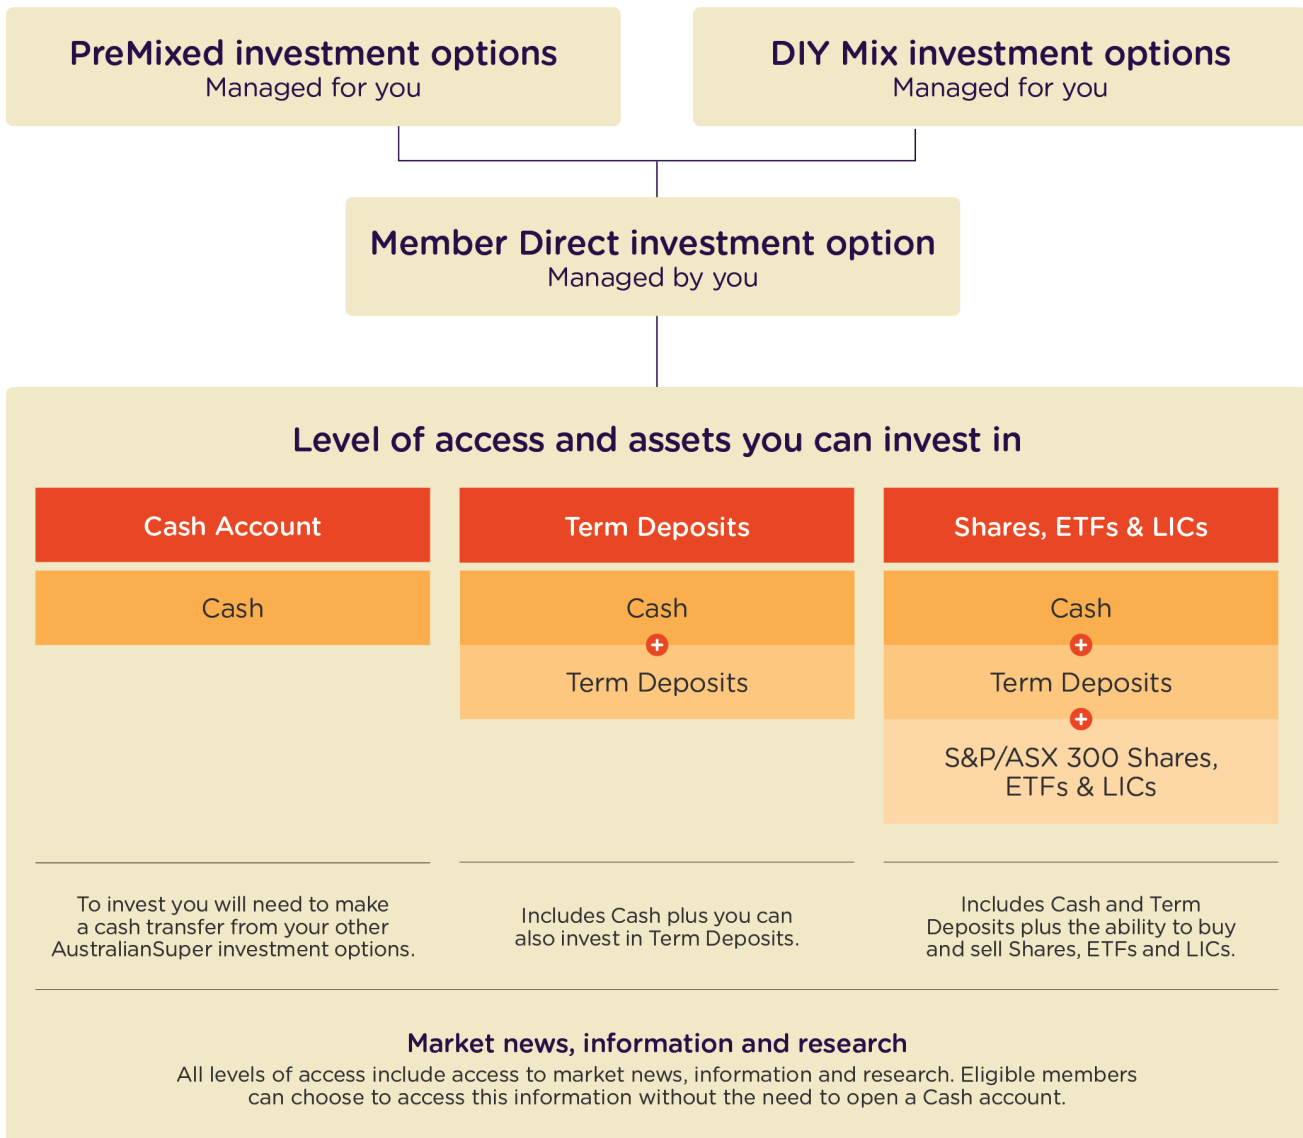 PreMixed investment options
Managed for you
DIY Mix investment options
Managed for you
Member Direct investment option
Managed by you
Level of access and assets you can invest in
Cash Account
Cash
To invest you will need to make
a cash transfer from your other
AustralianSuper investment options.
Term Deposits
Cash
+
Term Deposits
Includes Cash plus you can
also invest in Term Deposits.
Shares, ETFs & LICs
Cash
+
Term Deposits
+
S&P/ASX 300 Shares,
ETFs & LICs
Includes Cash and Term
Deposits plus the ability to buy
and sell Shares, ETFs and LICs.
Market news, information and research
All levels of access include access to market news, information and research. Eligible members
can choose to access this information without the need to open a Cash account.